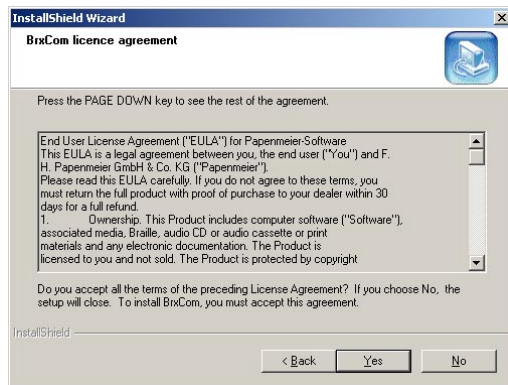 InstallShield Wizard
BrxCom licence agreement
Press the PAGE DOWN key to see the rest of the agreement.
End User License Agreement ("EULA") for Papenmeier-Software
This EULA is a legal agreement between you, the end user ("You") and F.
H. Papenmeier GmbH & Co. KG ("Papenmeier").
Please read this EULA carefully. If you do not agree to these terms, you
must return the full product with proof of purchase to your dealer within 30
days for a full refund.
1. Ownership. This Product includes computer software ("Software"),
associated media, Braille, audio CD or audio cassette or print
materials and any electronic documentation. The Product is
licensed to you and not sold. The Product is protected by copyright
Do you accept all the terms of the preceding License Agreement? If you choose No, the
setup will close. To install BrxCom, you must accept this agreement.
InstallShield
< Back Yes No